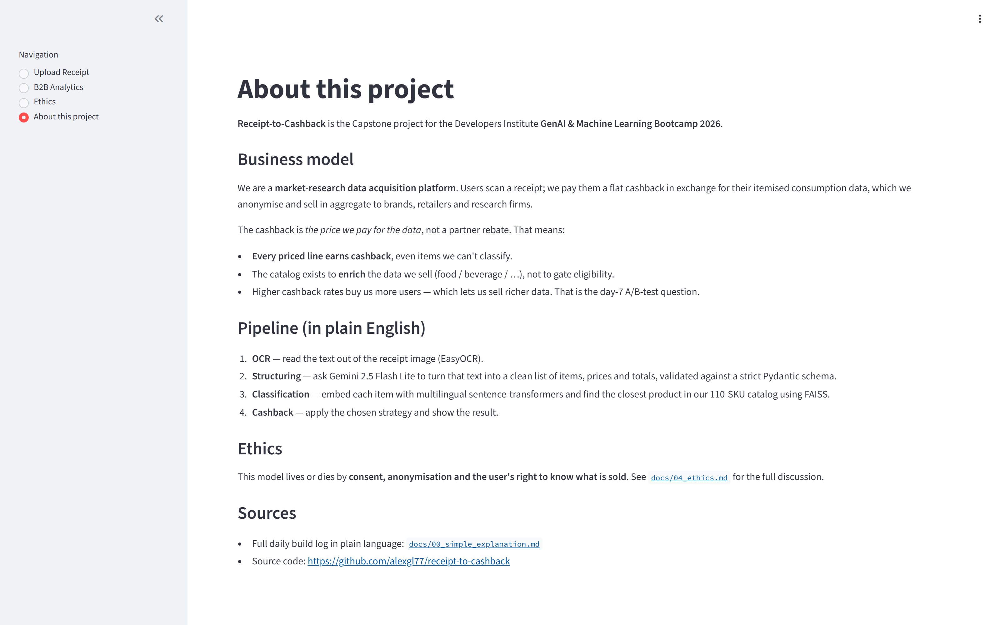 Navigation
Upload Receipt
B2B Analytics
Ethics
About this project
About this project
Receipt-to-Cashback is the Capstone project for the Developers Institute GenAI & Machine Learning Bootcamp 2026.
Business model
We are a market-research data acquisition platform. Users scan a receipt; we pay them a flat cashback in exchange for their itemised consumption data, which we
anonymise and sell in aggregate to brands, retailers and research firms.
The cashback is the price we pay for the data, not a partner rebate. That means:
• Every priced line earns cashback, even items we can't classify.
• The catalog exists to enrich the data we sell (food / beverage / …), not to gate eligibility.
• Higher cashback rates buy us more users — which lets us sell richer data. That is the day-7 A/B-test question.
Pipeline (in plain English)
1. OCR — read the text out of the receipt image (EasyOCR).
2. Structuring — ask Gemini 2.5 Flash Lite to turn that text into a clean list of items, prices and totals, validated against a strict Pydantic schema.
3. Classification — embed each item with multilingual sentence-transformers and find the closest product in our 110-SKU catalog using FAISS.
4. Cashback — apply the chosen strategy and show the result.
Ethics
This model lives or dies by consent, anonymisation and the user's right to know what is sold. See docs/04_ethics.md for the full discussion.
Sources
• Full daily build log in plain language: docs/00_simple_explanation.md
• Source code: https://github.com/alexgl77/receipt-to-cashback